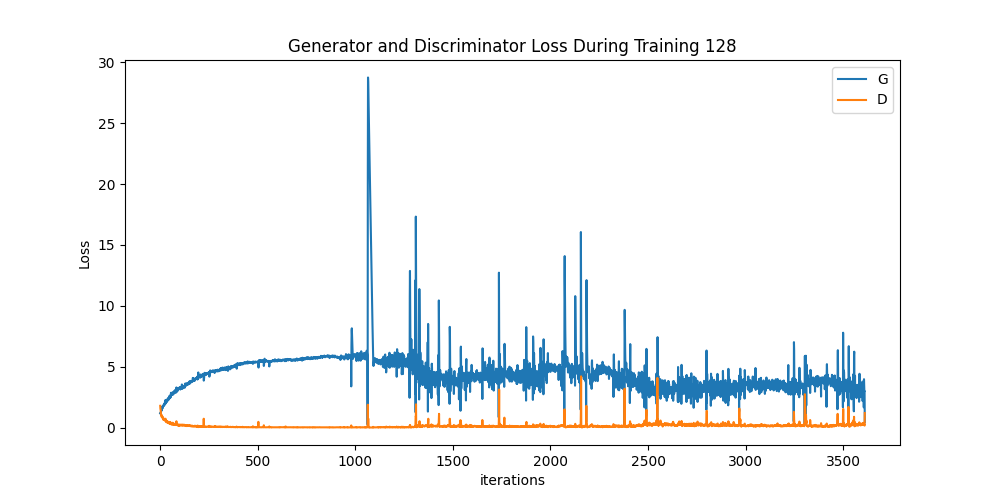 Generator and Discriminator Loss During Training 128
30
25
20
15
10
5
0
Loss
G
D
0 500 1000 1500 2000 2500 3000 3500
iterations